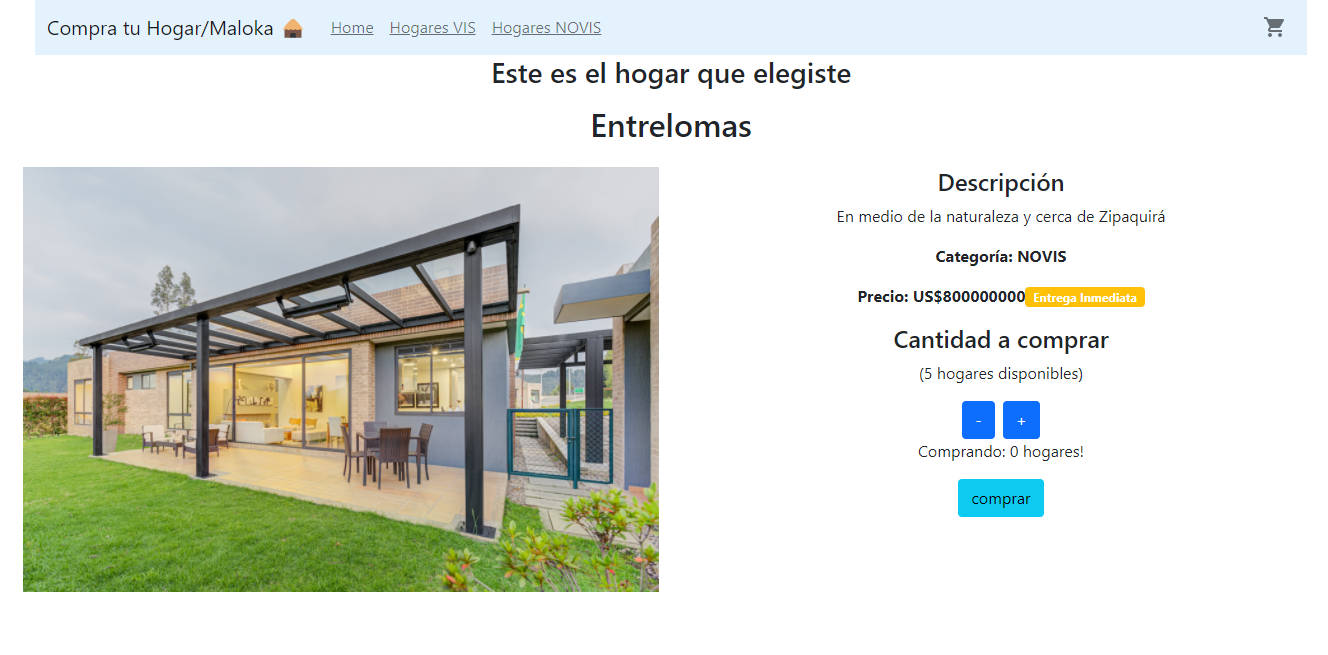 Compra tu Hogar/Maloka Home Hogares VIS Hogares NOVIS
Este es el hogar que elegiste
Entrelomas
Descripción
En medio de la naturaleza y cerca de Zipaquirá
Categoría: NOVIS
Precio: US$800000000 Entrega Inmediata
Cantidad a comprar
(5 hogares disponibles)
- +
Comprando: 0 hogares!
comprar